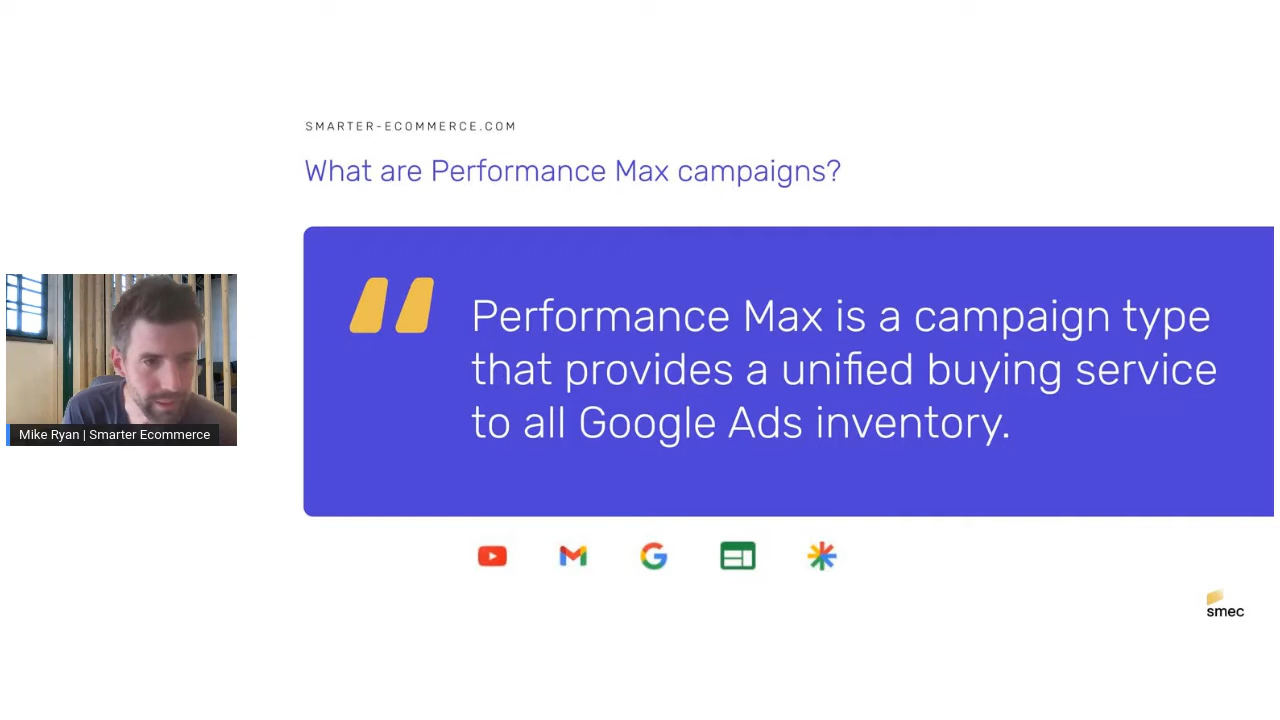 SMARTER-ECOMMERCE.COM
What are Performance Max campaigns?
Performance Max is a campaign type
that provides a unified buying service
to all Google Ads inventory.
Mike Ryan | Smarter Ecommerce
smec